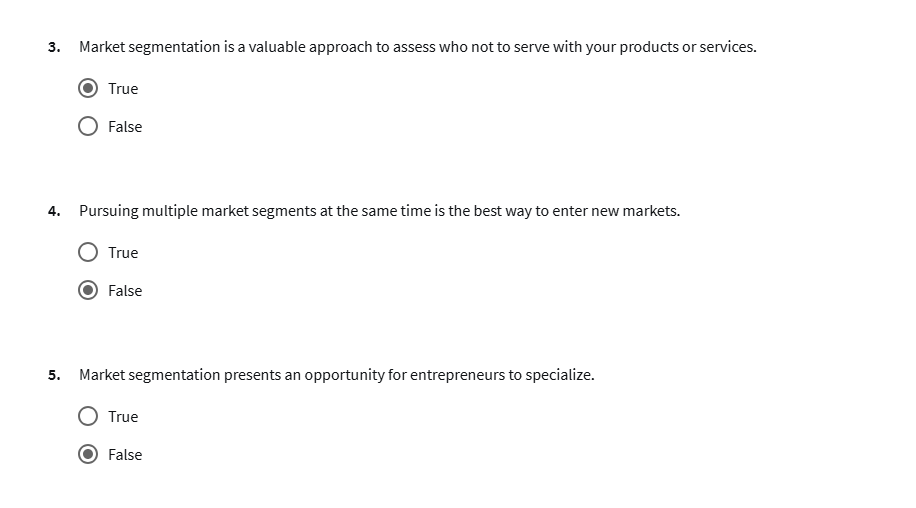 3. Market segmentation is a valuable approach to assess who not to serve with your products or services.
True
False
4. Pursuing multiple market segments at the same time is the best way to enter new markets.
True
False
5. Market segmentation presents an opportunity for entrepreneurs to specialize.
True
False